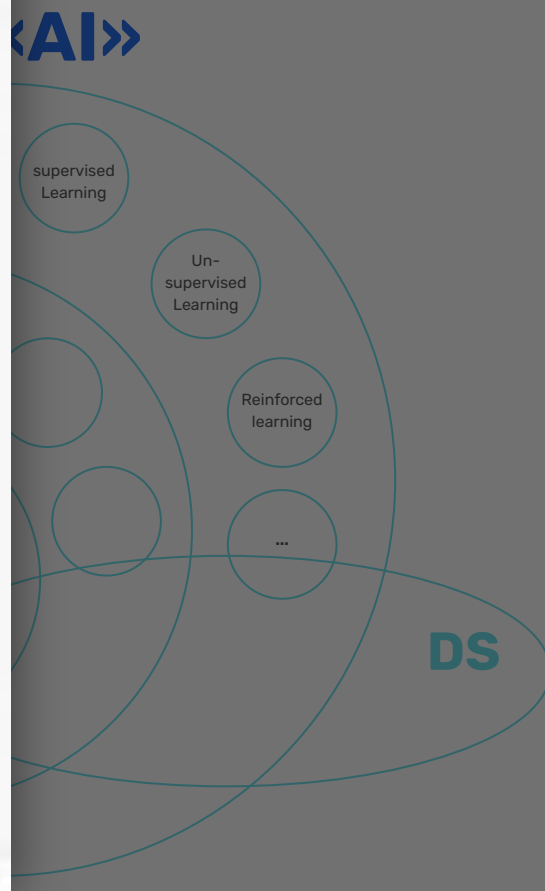 «AI»
supervised
Learning
Un-
supervised
Learning
Reinforced
learning
...
DS